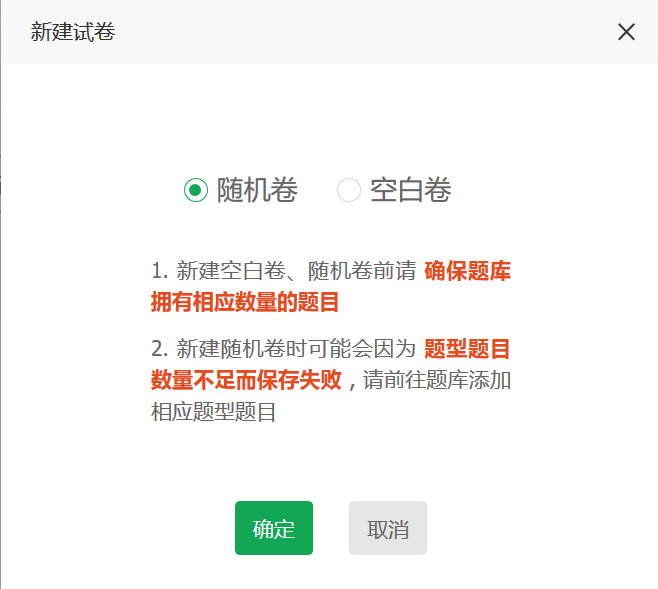 新建试卷
随机卷 空白卷
1. 新建空白卷、随机卷前请 确保题库
拥有相应数量的题目
2. 新建随机卷时可能会因为 题型题目
数量不足而保存失败，请前往题库添加
相应题型题目
确定 取消